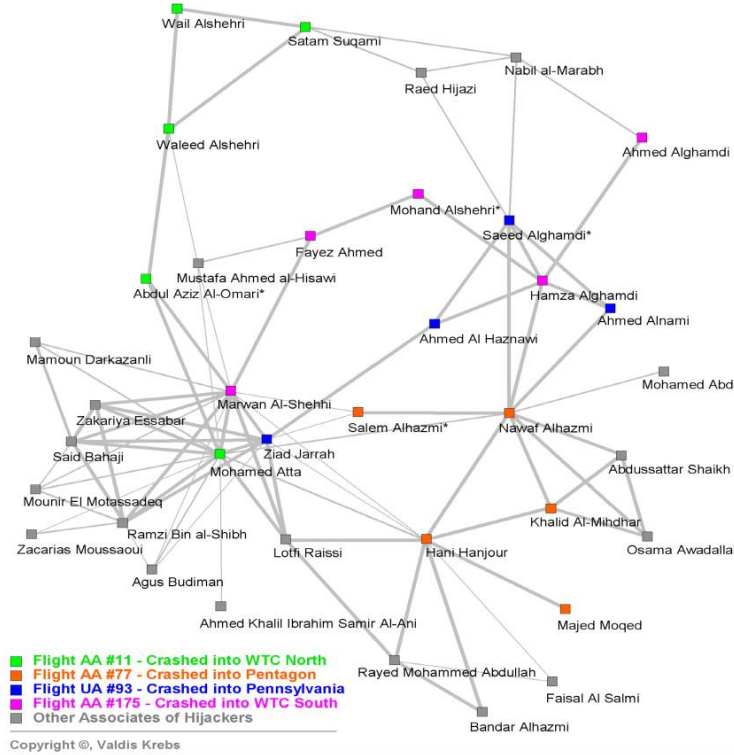 Wail Alshehri
Satam Suqami
Nabil al-Marabh
Raed Hijazi
Waleed Alshehri
Ahmed Alghamdi
Mohand Alshehri*
Saeed Alghamdi*
Fayez Ahmed
Mustafa Ahmed al-Hisawi
Abdul Aziz Al-Omari*
Hamza Alghamdi
Ahmed Alnami
Ahmed Al Haznawi
Mamoun Darkazanli
Mohamed Abdi
Marwan Al-Shehhi
Zakariya Essabar
Salem Alhazmi*
Nawaf Alhazmi
Said Bahaji
Ziad Jarrah
Mohamed Atta
Abdussattar Shaikh
Mounir El Motassadeq
Khalid Al-Mihdhar
Zacarias Moussaoui
Ramzi Bin al-Shibh
Lotfi Raissi
Hani Hanjour
Osama Awadalla
Agus Budiman
Ahmed Khalil Ibrahim Samir Al-Ani
Majed Moqed
Rayed Mohammed Abdullah
Faisal Al Salmi
Bandar Alhazmi
Flight AA #11 - Crashed into WTC North
Flight AA #77 - Crashed into Pentagon
Flight UA #93 - Crashed into Pennsylvania
Flight AA #175 - Crashed into WTC South
Other Associates of Hijackers
Copyright ©, Valdis Krebs